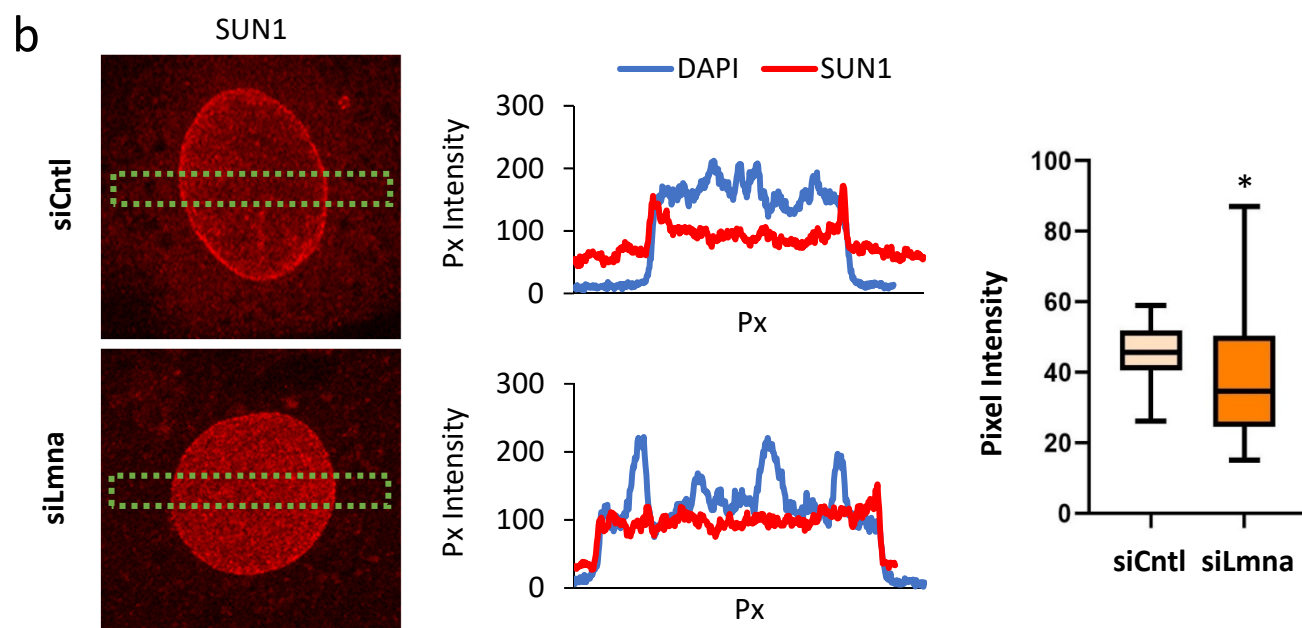 b
SUN1
siCntl
siLmna
DAPI SUN1
Px Intensity
300
200
100
0
Px
Px Intensity
300
200
100
0
Px
Pixel Intensity
100
80
60
40
20
0
*
siCntl siLmna